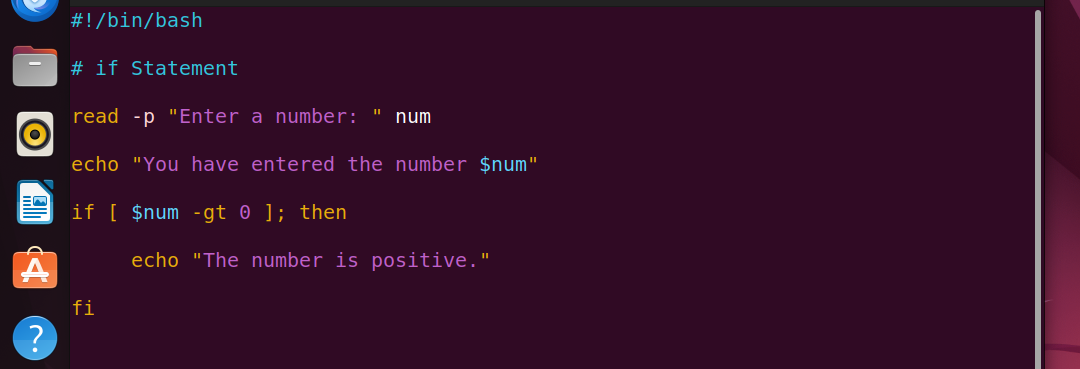 #!/bin/bash
# if Statement
read -p "Enter a number: " num
echo "You have entered the number $num"
if [ $num -gt 0 ]; then
     echo "The number is positive."
fi